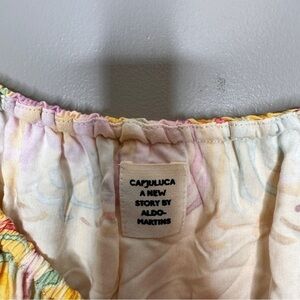 CAPJULUCA
A NEW
STORY BY
ALDO-
MARTINS